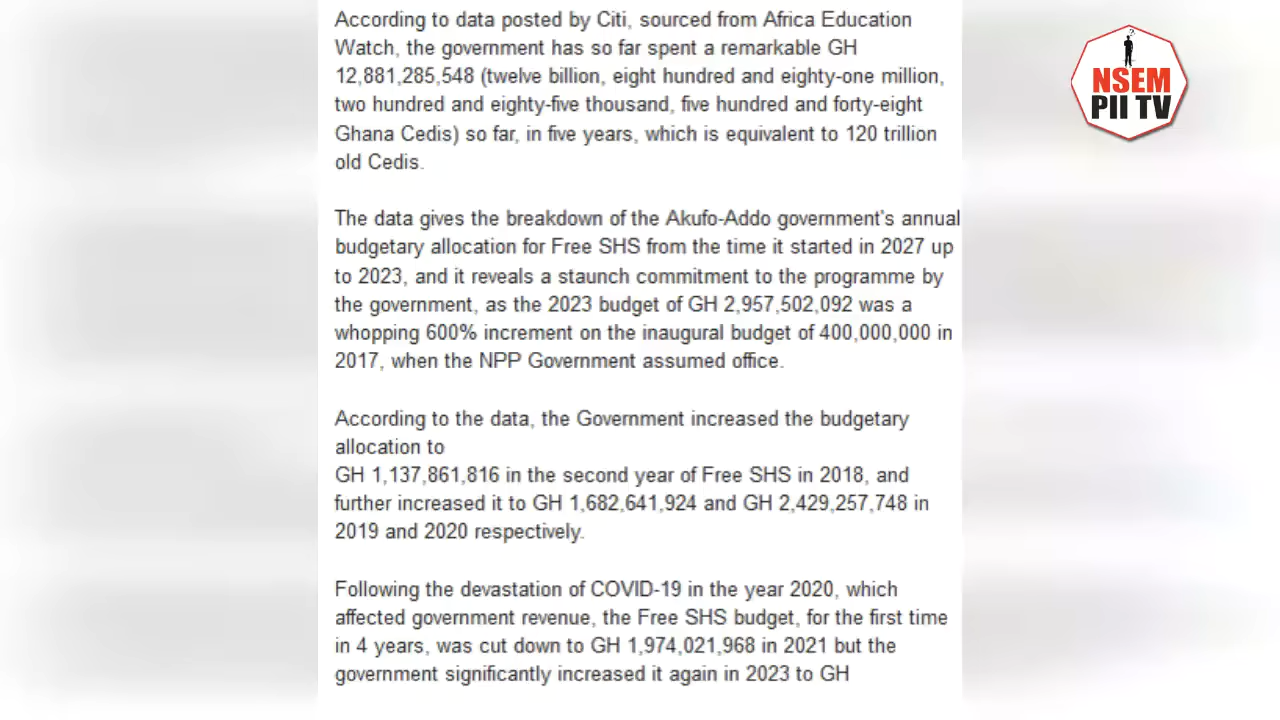 According to data posted by Citi, sourced from Africa Education
Watch, the government has so far spent a remarkable GH
12,881,285,548 (twelve billion, eight hundred and eighty-one million,
two hundred and eighty-five thousand, five hundred and forty-eight
Ghana Cedis) so far, in five years, which is equivalent to 120 trillion
old Cedis.
The data gives the breakdown of the Akufo-Addo government's annual
budgetary allocation for Free SHS from the time it started in 2027 up
to 2023, and it reveals a staunch commitment to the programme by
the government, as the 2023 budget of GH 2,957,502,092 was a
whopping 600% increment on the inaugural budget of 400,000,000 in
2017, when the NPP Government assumed office.
According to the data, the Government increased the budgetary
allocation to
GH 1,137,861,816 in the second year of Free SHS in 2018, and
further increased it to GH 1,682,641,924 and GH 2,429,257,748 in
2019 and 2020 respectively.
Following the devastation of COVID-19 in the year 2020, which
affected government revenue, the Free SHS budget, for the first time
in 4 years, was cut down to GH 1,974,021,968 in 2021 but the
government significantly increased it again in 2023 to GH
NSEM
PII TV